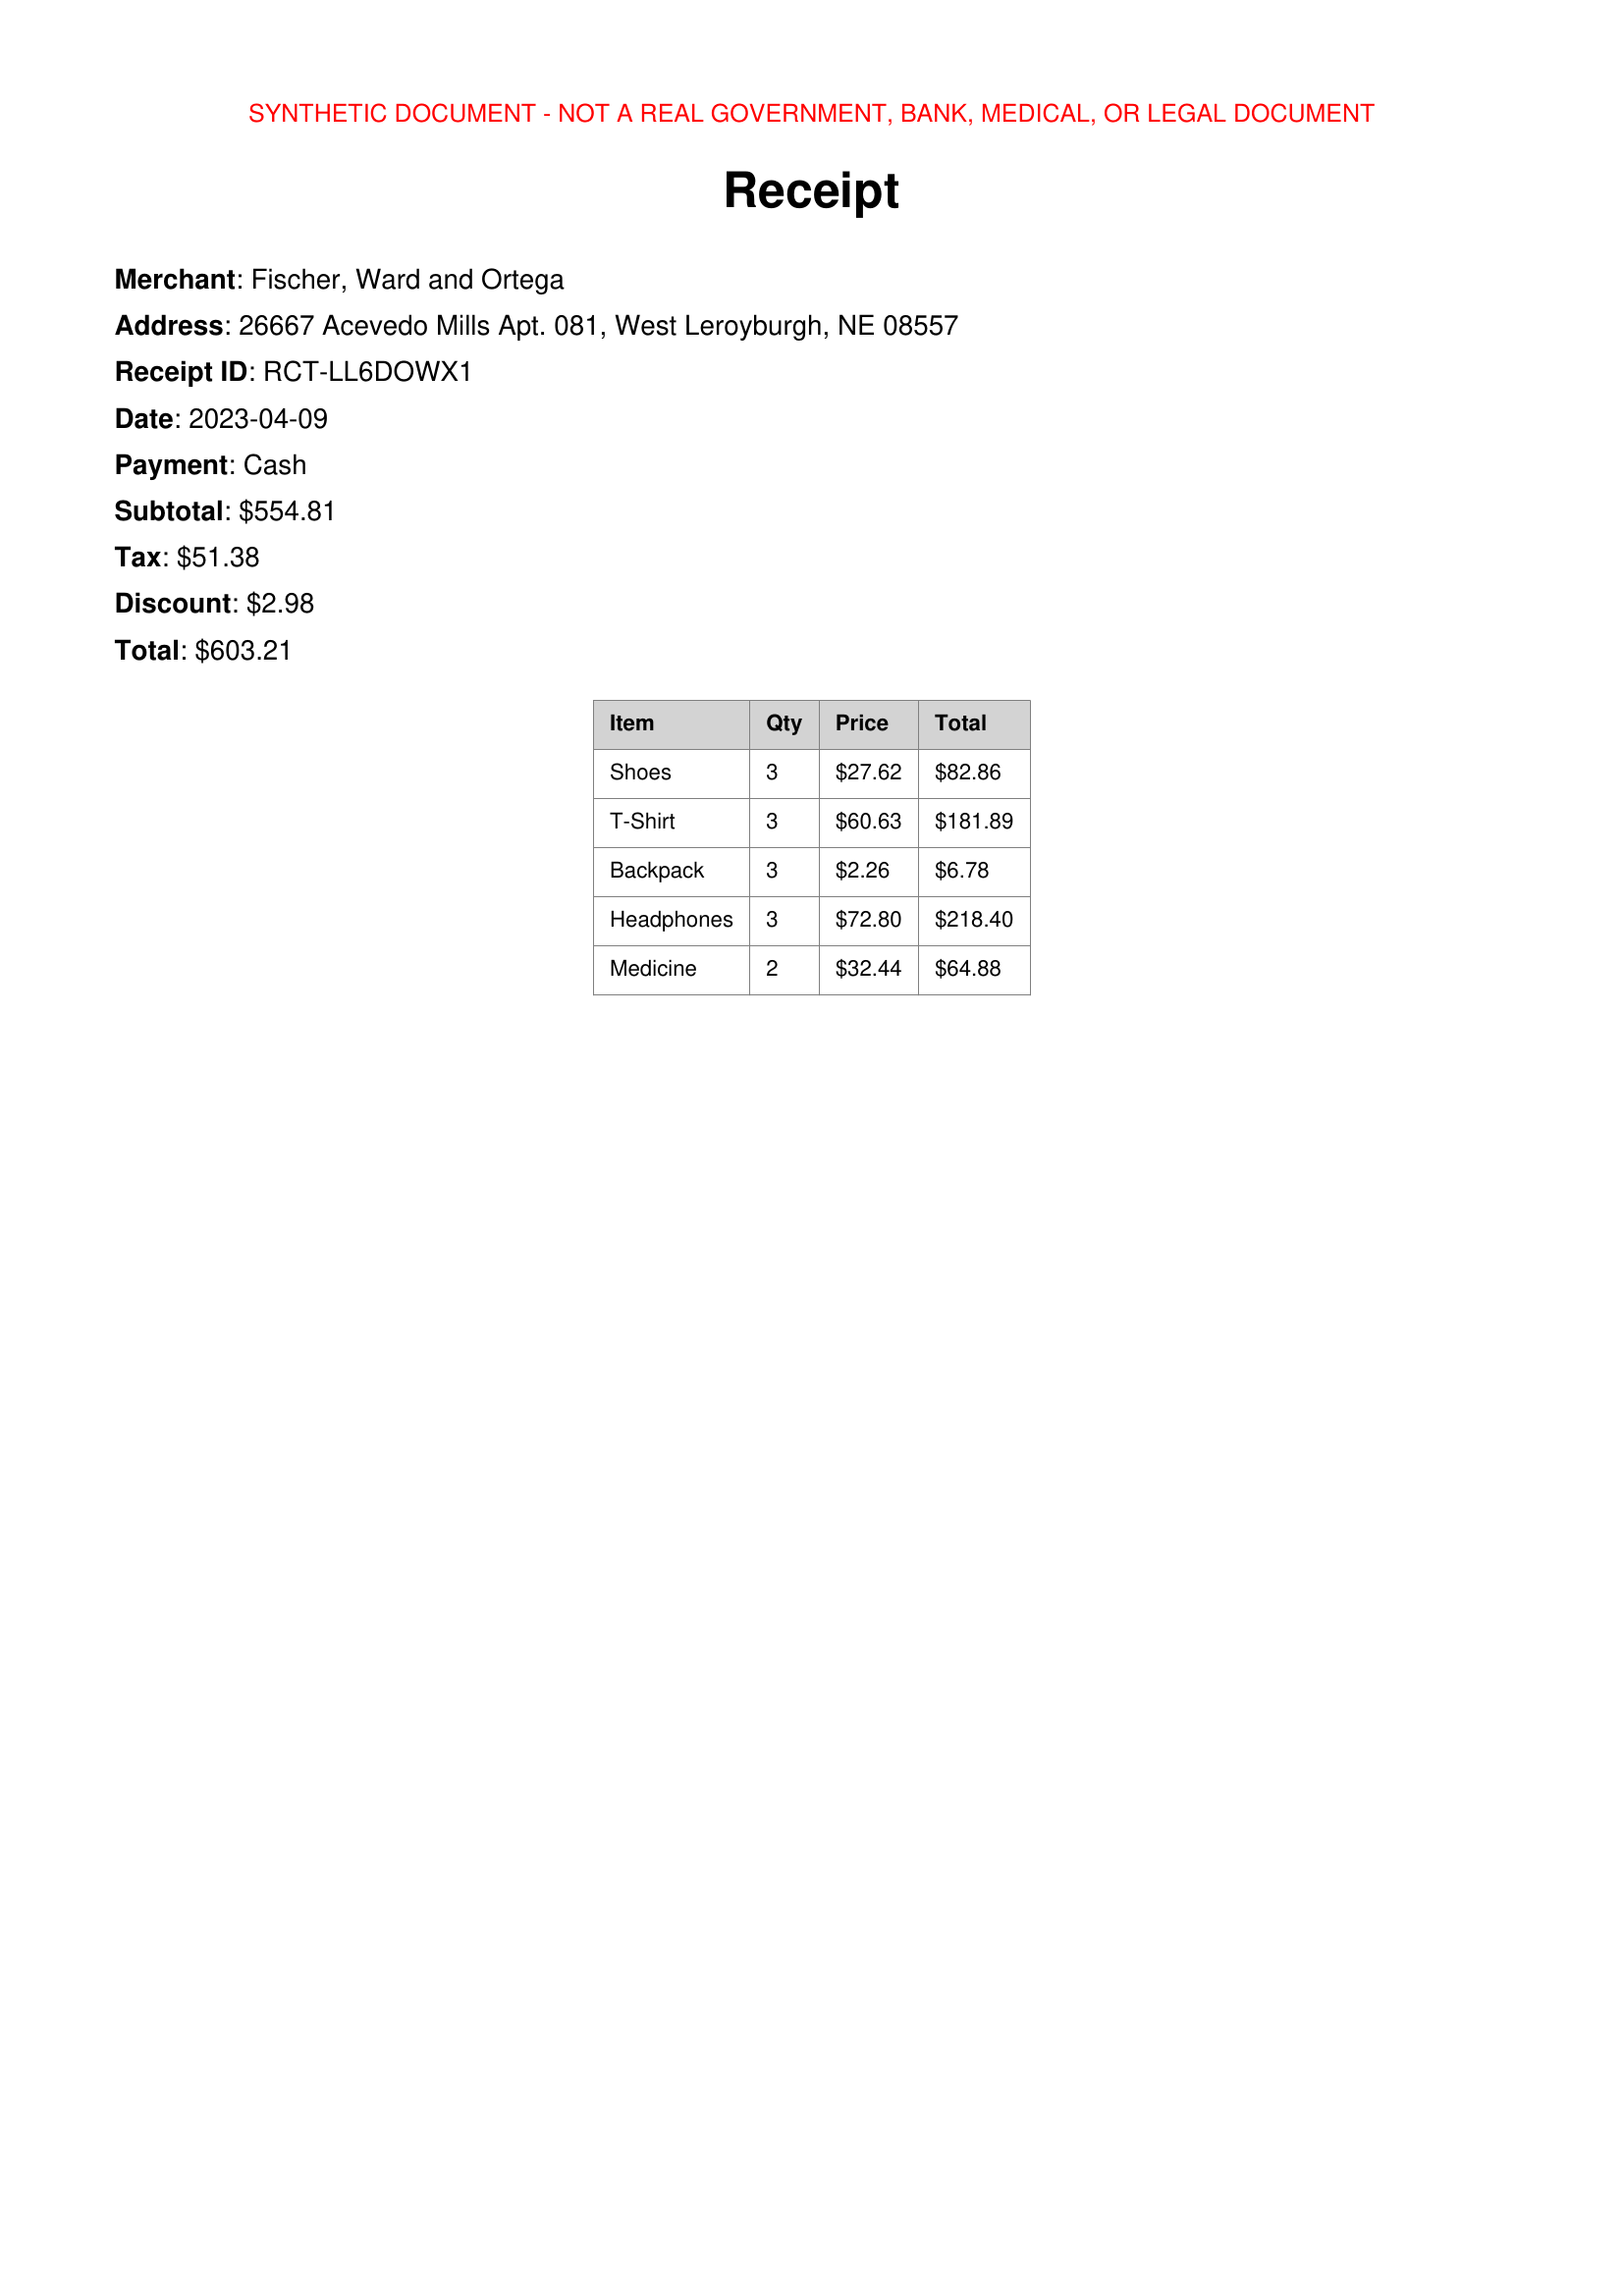 SYNTHETIC DOCUMENT - NOT A REAL GOVERNMENT, BANK, MEDICAL, OR LEGAL DOCUMENT
Receipt
Merchant: Fischer, Ward and Ortega
Address: 26667 Acevedo Mills Apt. 081, West Leroyburgh, NE 08557
Receipt ID: RCT-LL6DOWX1
Date: 2023-04-09
Payment: Cash
Subtotal: $554.81
Tax: $51.38
Discount: $2.98
Total: $603.21
Item Qty Price Total
Shoes 3 $27.62 $82.86
T-Shirt 3 $60.63 $181.89
Backpack 3 $2.26 $6.78
Headphones 3 $72.80 $218.40
Medicine 2 $32.44 $64.88